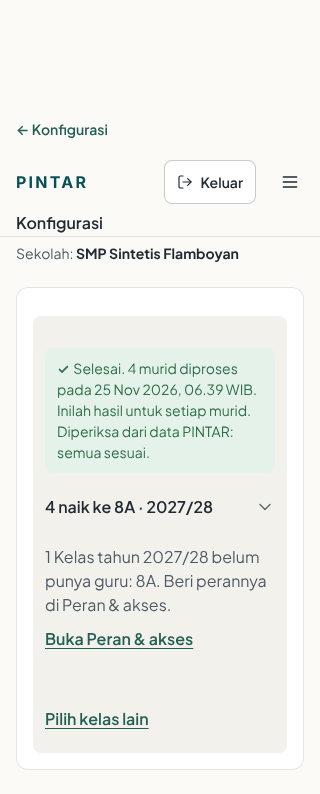 ← Konfigurasi
PINTAR
Keluar
Konfigurasi
Sekolah: SMP Sintetis Flamboyan
✓ Selesai. 4 murid diproses
pada 25 Nov 2026, 06.39 WIB.
Inilah hasil untuk setiap murid.
Diperiksa dari data PINTAR:
semua sesuai.
4 naik ke 8A · 2027/28
1 Kelas tahun 2027/28 belum
punya guru: 8A. Beri perannya
di Peran & akses.
Buka Peran & akses
Pilih kelas lain